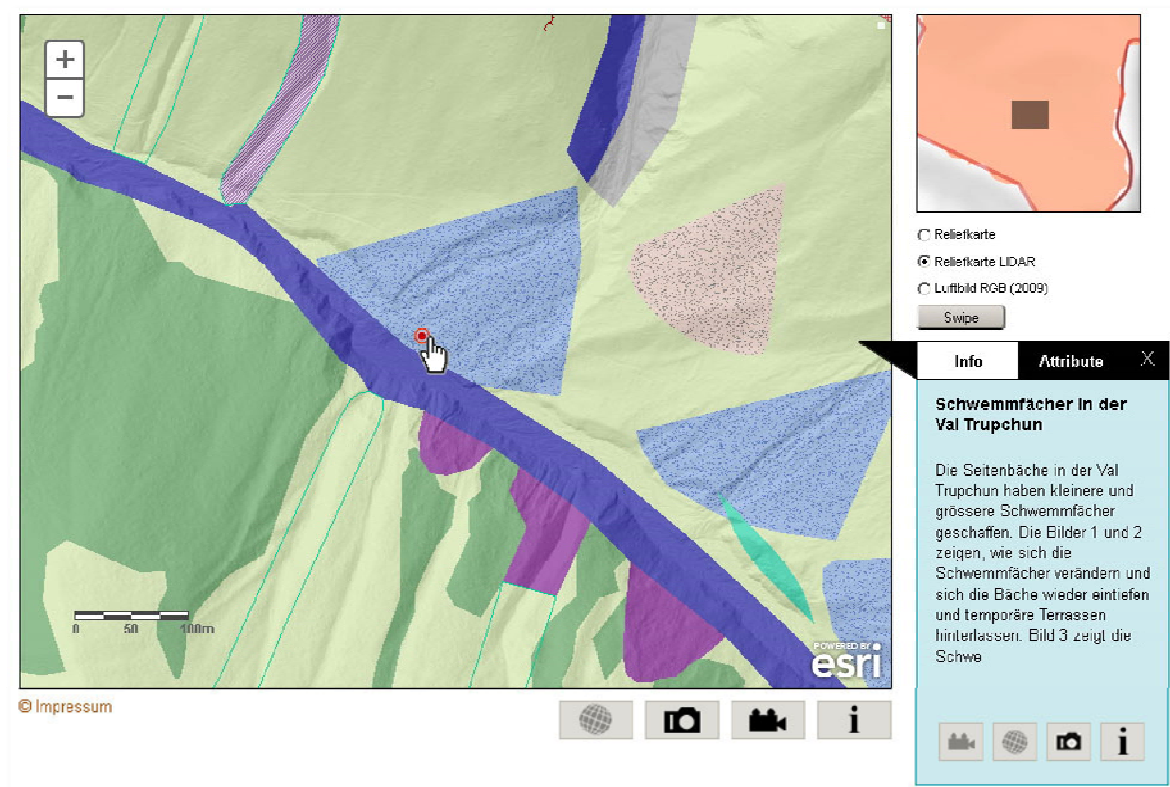 +
−
0 50 100m
POWERED BY
esri
© Impressum
i
Reliefkarte
Reliefkarte LIDAR
Luftbild RGB (2009)
Swipe
Info Attribute X
Schwemmfächer in der
Val Trupchun
Die Seitenbäche in der Val
Trupchun haben kleinere und
grössere Schwemmfächer
geschaffen. Die Bilder 1 und 2
zeigen, wie sich die
Schwemmfächer verändern und
sich die Bäche wieder eintiefen
und temporäre Terrassen
hinterlassen. Bild 3 zeigt die
Schwe
i